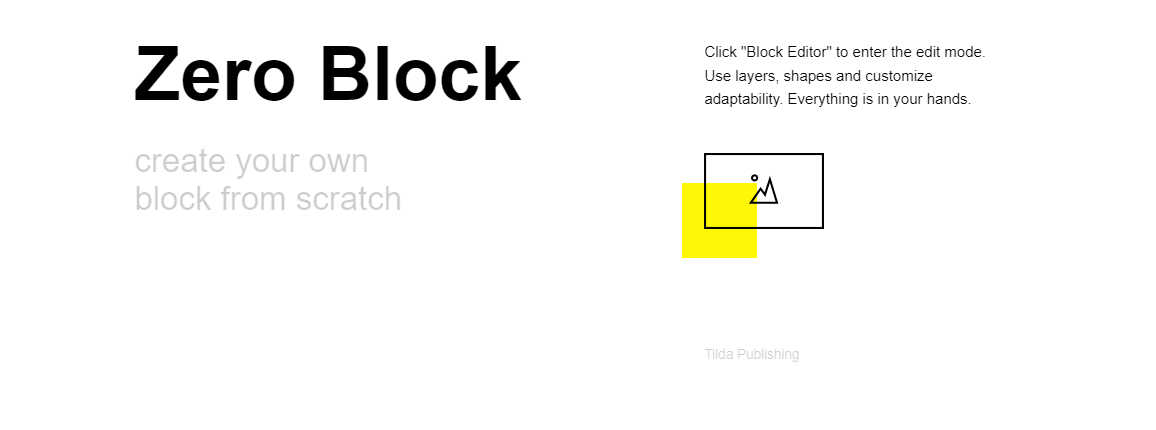 Zero Block
create your own
block from scratch
Click "Block Editor" to enter the edit mode.
Use layers, shapes and customize
adaptability. Everything is in your hands.
Tilda Publishing